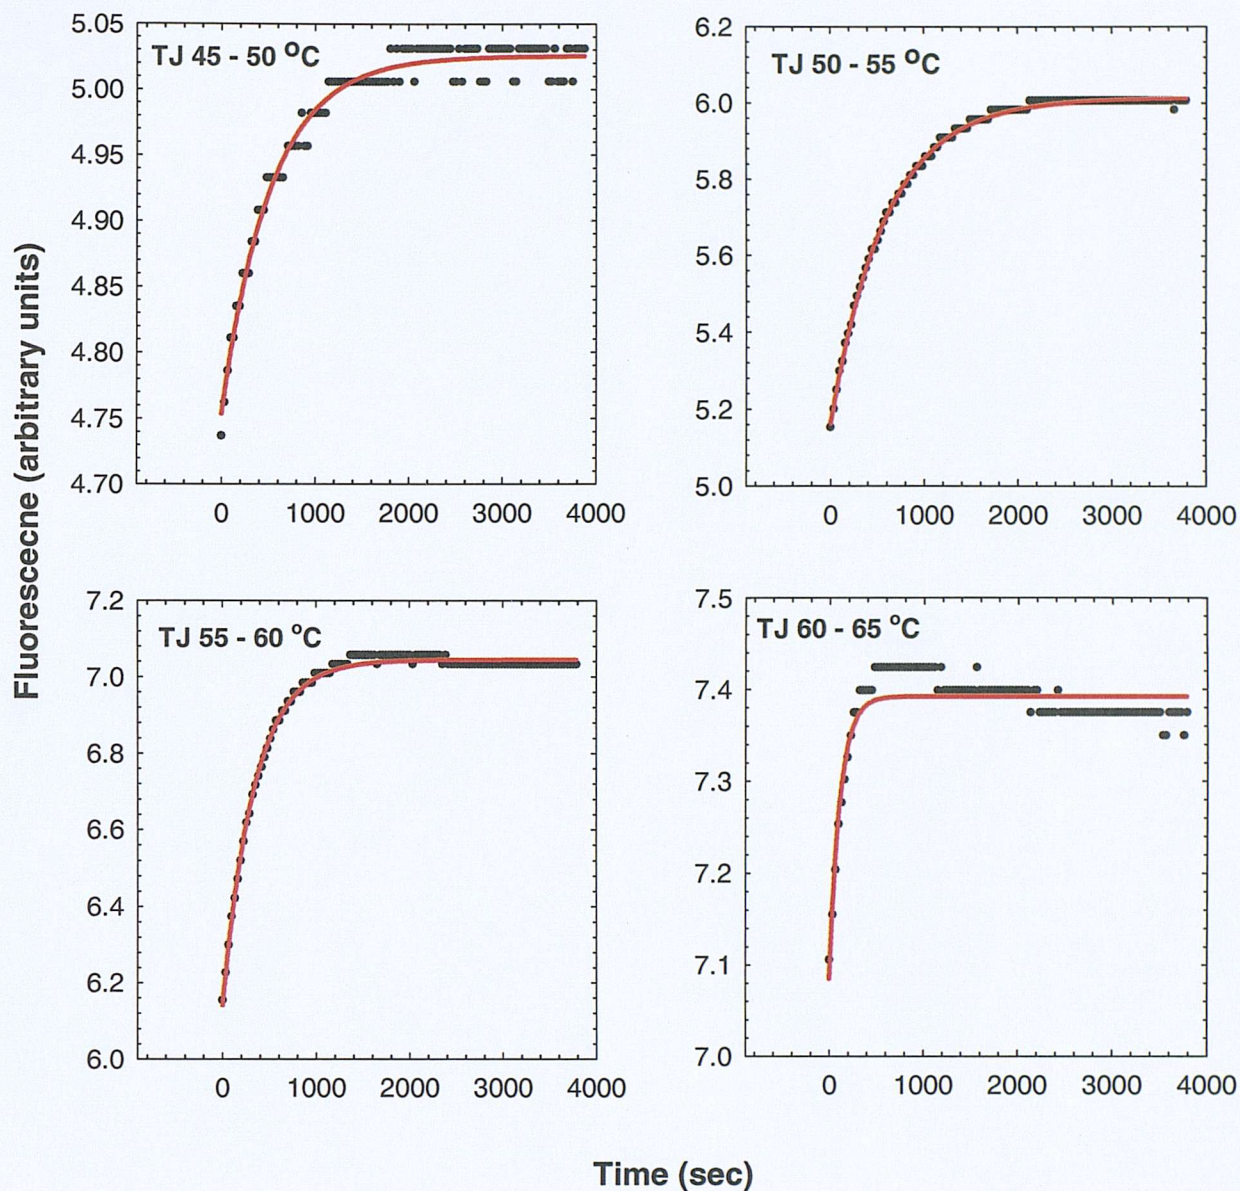 Fluorescecne (arbitrary units)
TJ 45 - 50 °C
5.05
5.00
4.95
4.90
4.85
4.80
4.75
4.70
0 1000 2000 3000 4000
TJ 50 - 55 °C
6.2
6.0
5.8
5.6
5.4
5.2
5.0
0 1000 2000 3000 4000
TJ 55 - 60 °C
7.2
7.0
6.8
6.6
6.4
6.2
6.0
0 1000 2000 3000 4000
TJ 60 - 65 °C
7.5
7.4
7.3
7.2
7.1
7.0
0 1000 2000 3000 4000
Time (sec)